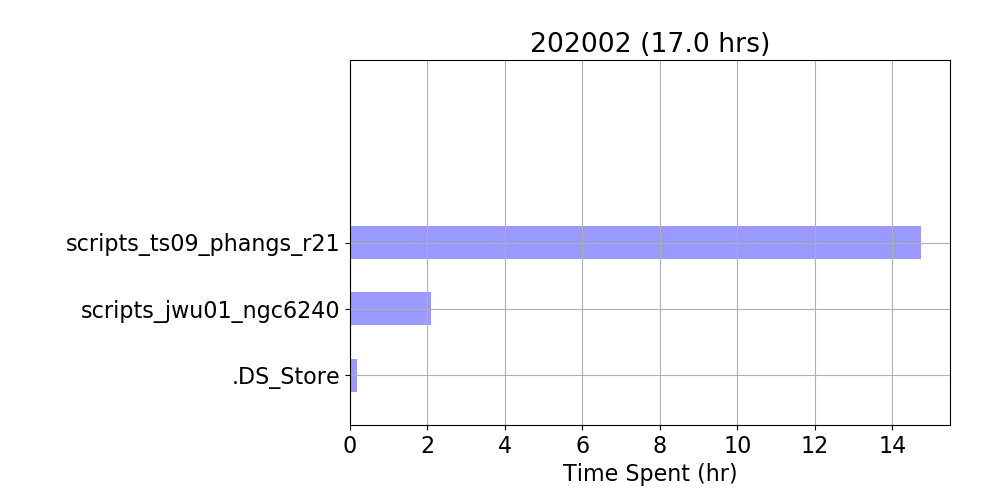 202002 (17.0 hrs)
scripts_ts09_phangs_r21
scripts_jwu01_ngc6240
.DS_Store
0 2 4 6 8 10 12 14
Time Spent (hr)